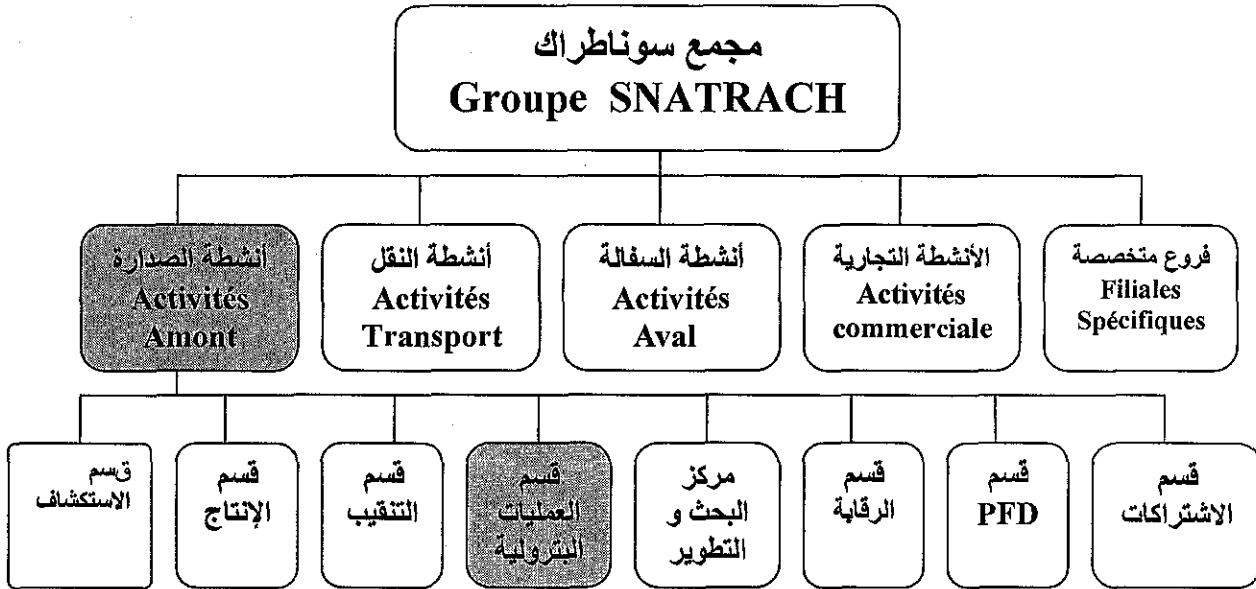 مجمع سوناطراك
Groupe SNATRACH
أنشطة الصدارة
Activités
Amont
أنشطة النقل
Activités
Transport
أنشطة السفالة
Activités
Aval
الأنشطة التجارية
Activités
commerciale
فروع متخصصة
Filiales
Spécifiques
قسم
الاستكشاف
قسم
الإنتاج
قسم
التنقيب
قسم
العمليات
البترولية
مركز
البحث و
التطوير
قسم
الرقابة
قسم
PFD
قسم
الاشتراكات